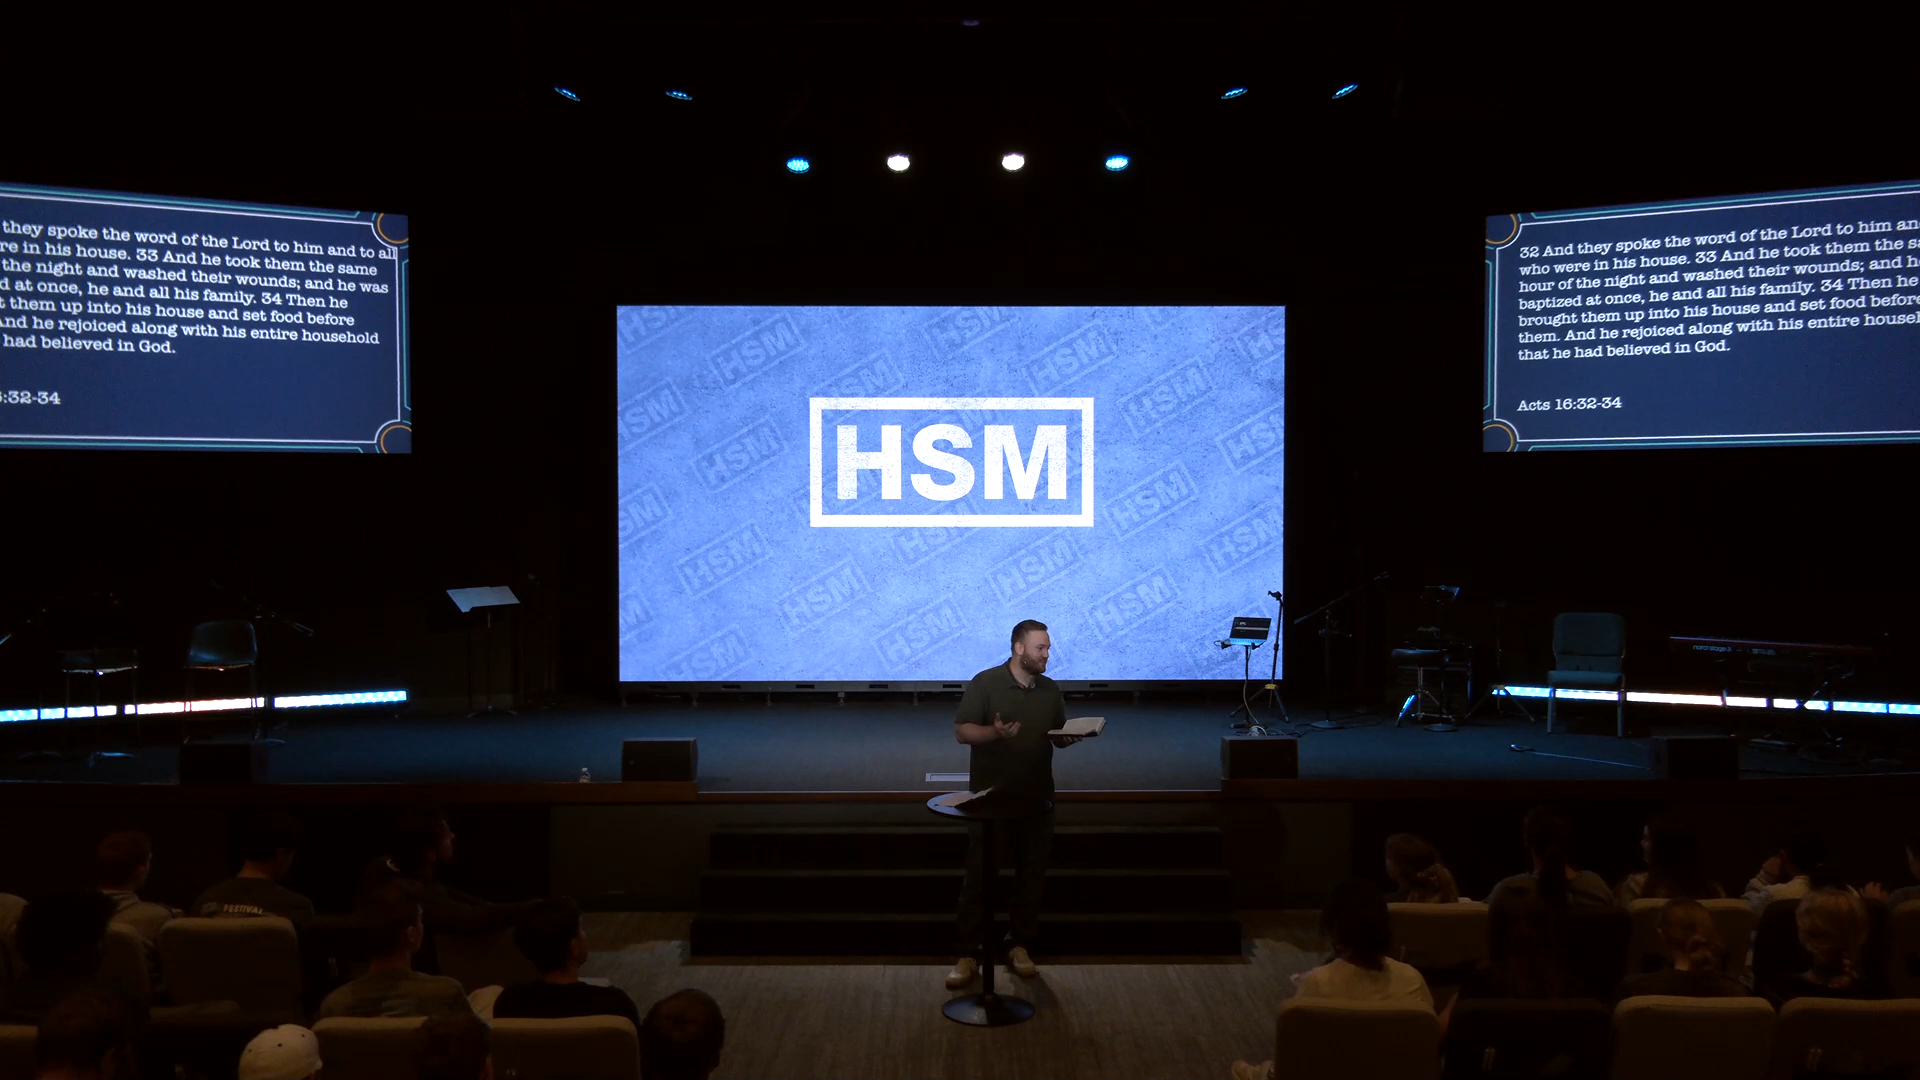 they spoke the word of the Lord to him and to all
re in his house. 33 And he took them the same
the night and washed their wounds; and he was
d at once, he and all his family. 34 Then he
t them up into his house and set food before
And he rejoiced along with his entire household
had believed in God.
:32-34
HSM
32 And they spoke the word of the Lord to him an
who were in his house. 33 And he took them the sa
hour of the night and washed their wounds; and h
baptized at once, he and all his family. 34 Then he
brought them up into his house and set food before
them. And he rejoiced along with his entire househ
that he had believed in God.
Acts 16:32-34
FESTIVAL